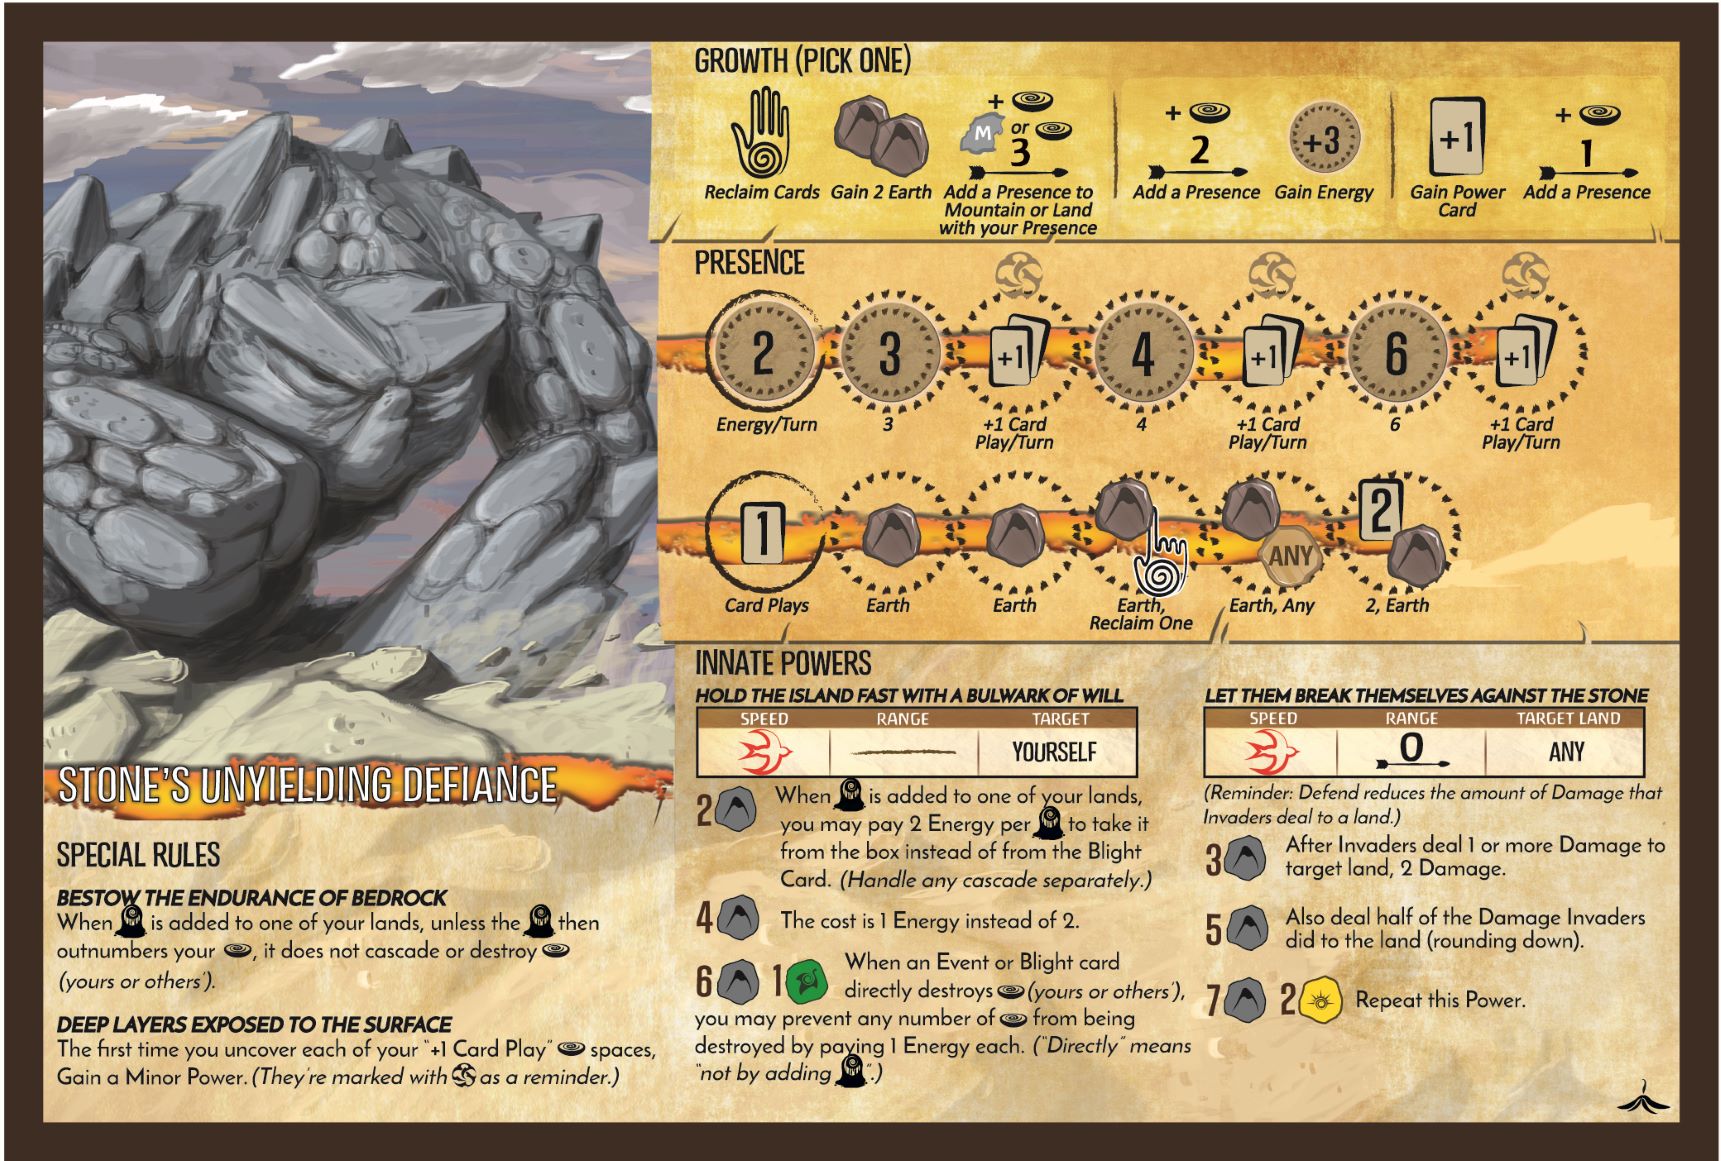 GROWTH (PICK ONE)
+
M or
3
+
2
+3
+1
+
1
Reclaim Cards
Gain 2 Earth
Add a Presence to
Mountain or Land
with your Presence
Add a Presence
Gain Energy
Gain Power
Card
Add a Presence
PRESENCE
2
3
+1
4
+1
6
+1
Energy/Turn
3
+1 Card
Play/Turn
4
+1 Card
Play/Turn
6
+1 Card
Play/Turn
1
ANY
2
Card Plays
Earth
Earth
Earth,
Reclaim One
Earth, Any
2, Earth
STONE'S UNYIELDING DEFIANCE
SPECIAL RULES
BESTOW THE ENDURANCE OF BEDROCK
When is added to one of your lands, unless the then
outnumbers your , it does not cascade or destroy
(yours or others').
DEEP LAYERS EXPOSED TO THE SURFACE
The first time you uncover each of your "+1 Card Play" spaces,
Gain a Minor Power. (They're marked with as a reminder.)
INNATE POWERS
HOLD THE ISLAND FAST WITH A BULWARK OF WILL
SPEED RANGE TARGET
YOURSELF
2 When is added to one of your lands,
you may pay 2 Energy per to take it
from the box instead of from the Blight
Card. (Handle any cascade separately.)
4 The cost is 1 Energy instead of 2.
6 1 When an Event or Blight card
directly destroys (yours or others'),
you may prevent any number of from being
destroyed by paying 1 Energy each. ("Directly" means
"not by adding ".)
LET THEM BREAK THEMSELVES AGAINST THE STONE
SPEED RANGE TARGET LAND
0 ANY
(Reminder: Defend reduces the amount of Damage that
Invaders deal to a land.)
3 After Invaders deal 1 or more Damage to
target land, 2 Damage.
5 Also deal half of the Damage Invaders
did to the land (rounding down).
7 2 Repeat this Power.